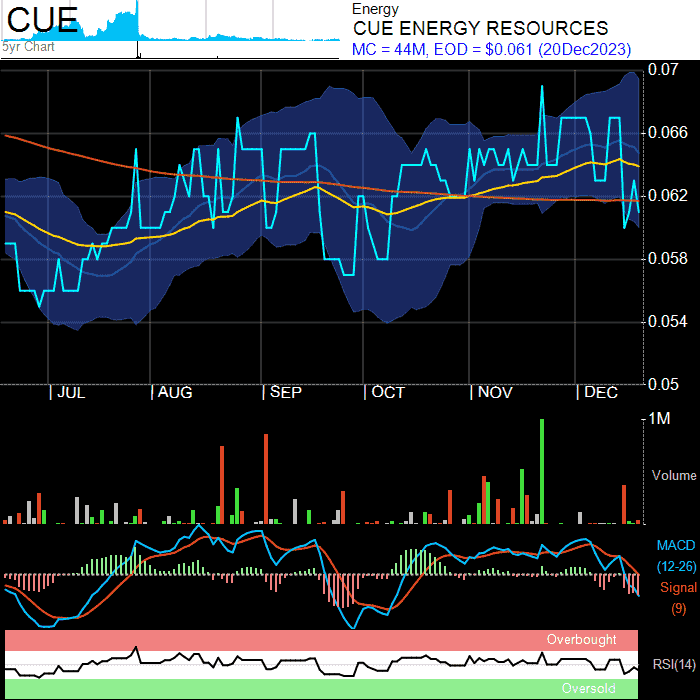 CUE
5yr Chart
Energy
CUE ENERGY RESOURCES
MC = 44M, EOD = $0.061 (20Dec2023)
0.07
0.066
0.062
0.058
0.054
0.05
| JUL | AUG | SEP | OCT | NOV | DEC
1M
Volume
MACD
(12-26)
Signal
(9)
Overbought
RSI(14)
Oversold